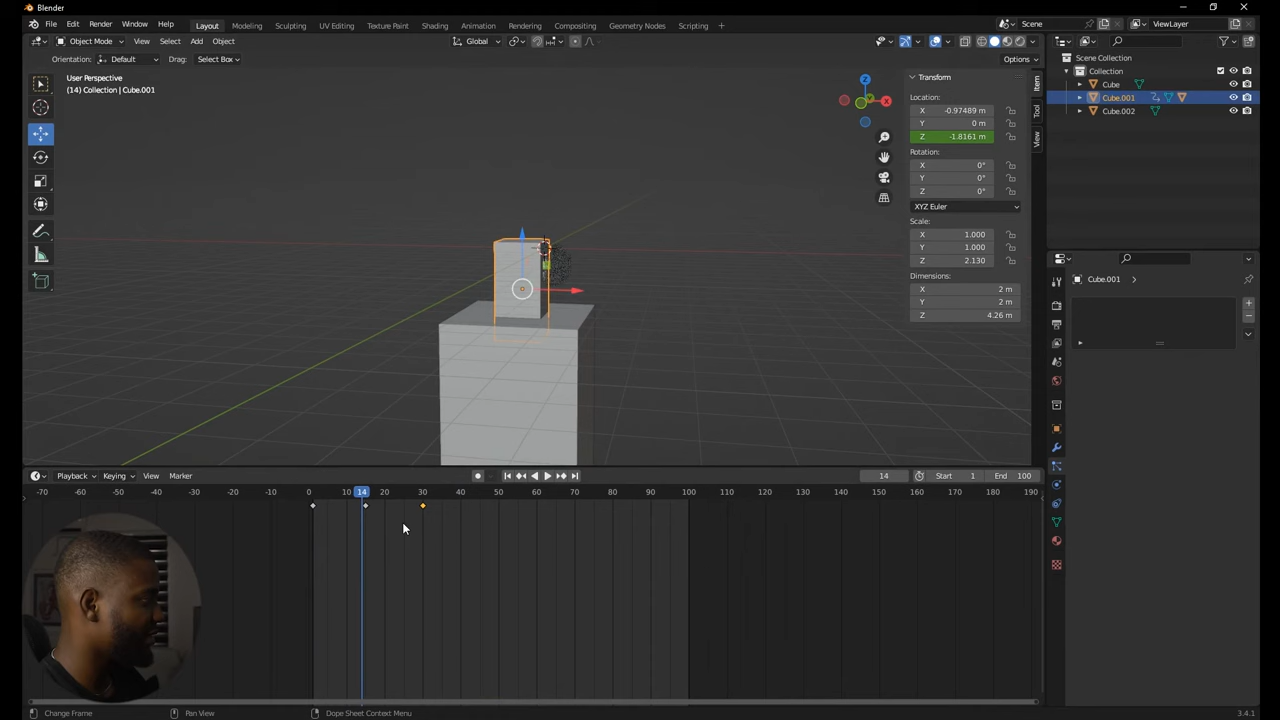 Blender
File Edit Render Window Help Layout Modeling Sculpting UV Editing Texture Paint Shading Animation Rendering Compositing Geometry Nodes Scripting + Scene ViewLayer
Object Mode View Select Add Object Global
Orientation: Default Drag: Select Box Options
User Perspective
(14) Collection | Cube.001
Transform
Location:
X -0.97489 m
Y 0 m
Z -1.8161 m
Rotation:
X 0°
Y 0°
Z 0°
XYZ Euler
Scale:
X 1.000
Y 1.000
Z 2.130
Dimensions:
X 2 m
Y 2 m
Z 4.26 m
Item
Tool
View
Scene Collection
Collection
Cube
Cube.001
Cube.002
Cube.001
Playback Keying View Marker 14 Start 1 End 100
-70 -60 -50 -40 -30 -20 -10 0 10 14 20 30 40 50 60 70 80 90 100 110 120 130 140 150 160 170 180 190
Change Frame Pan View Dope Sheet Context Menu 3.4.1